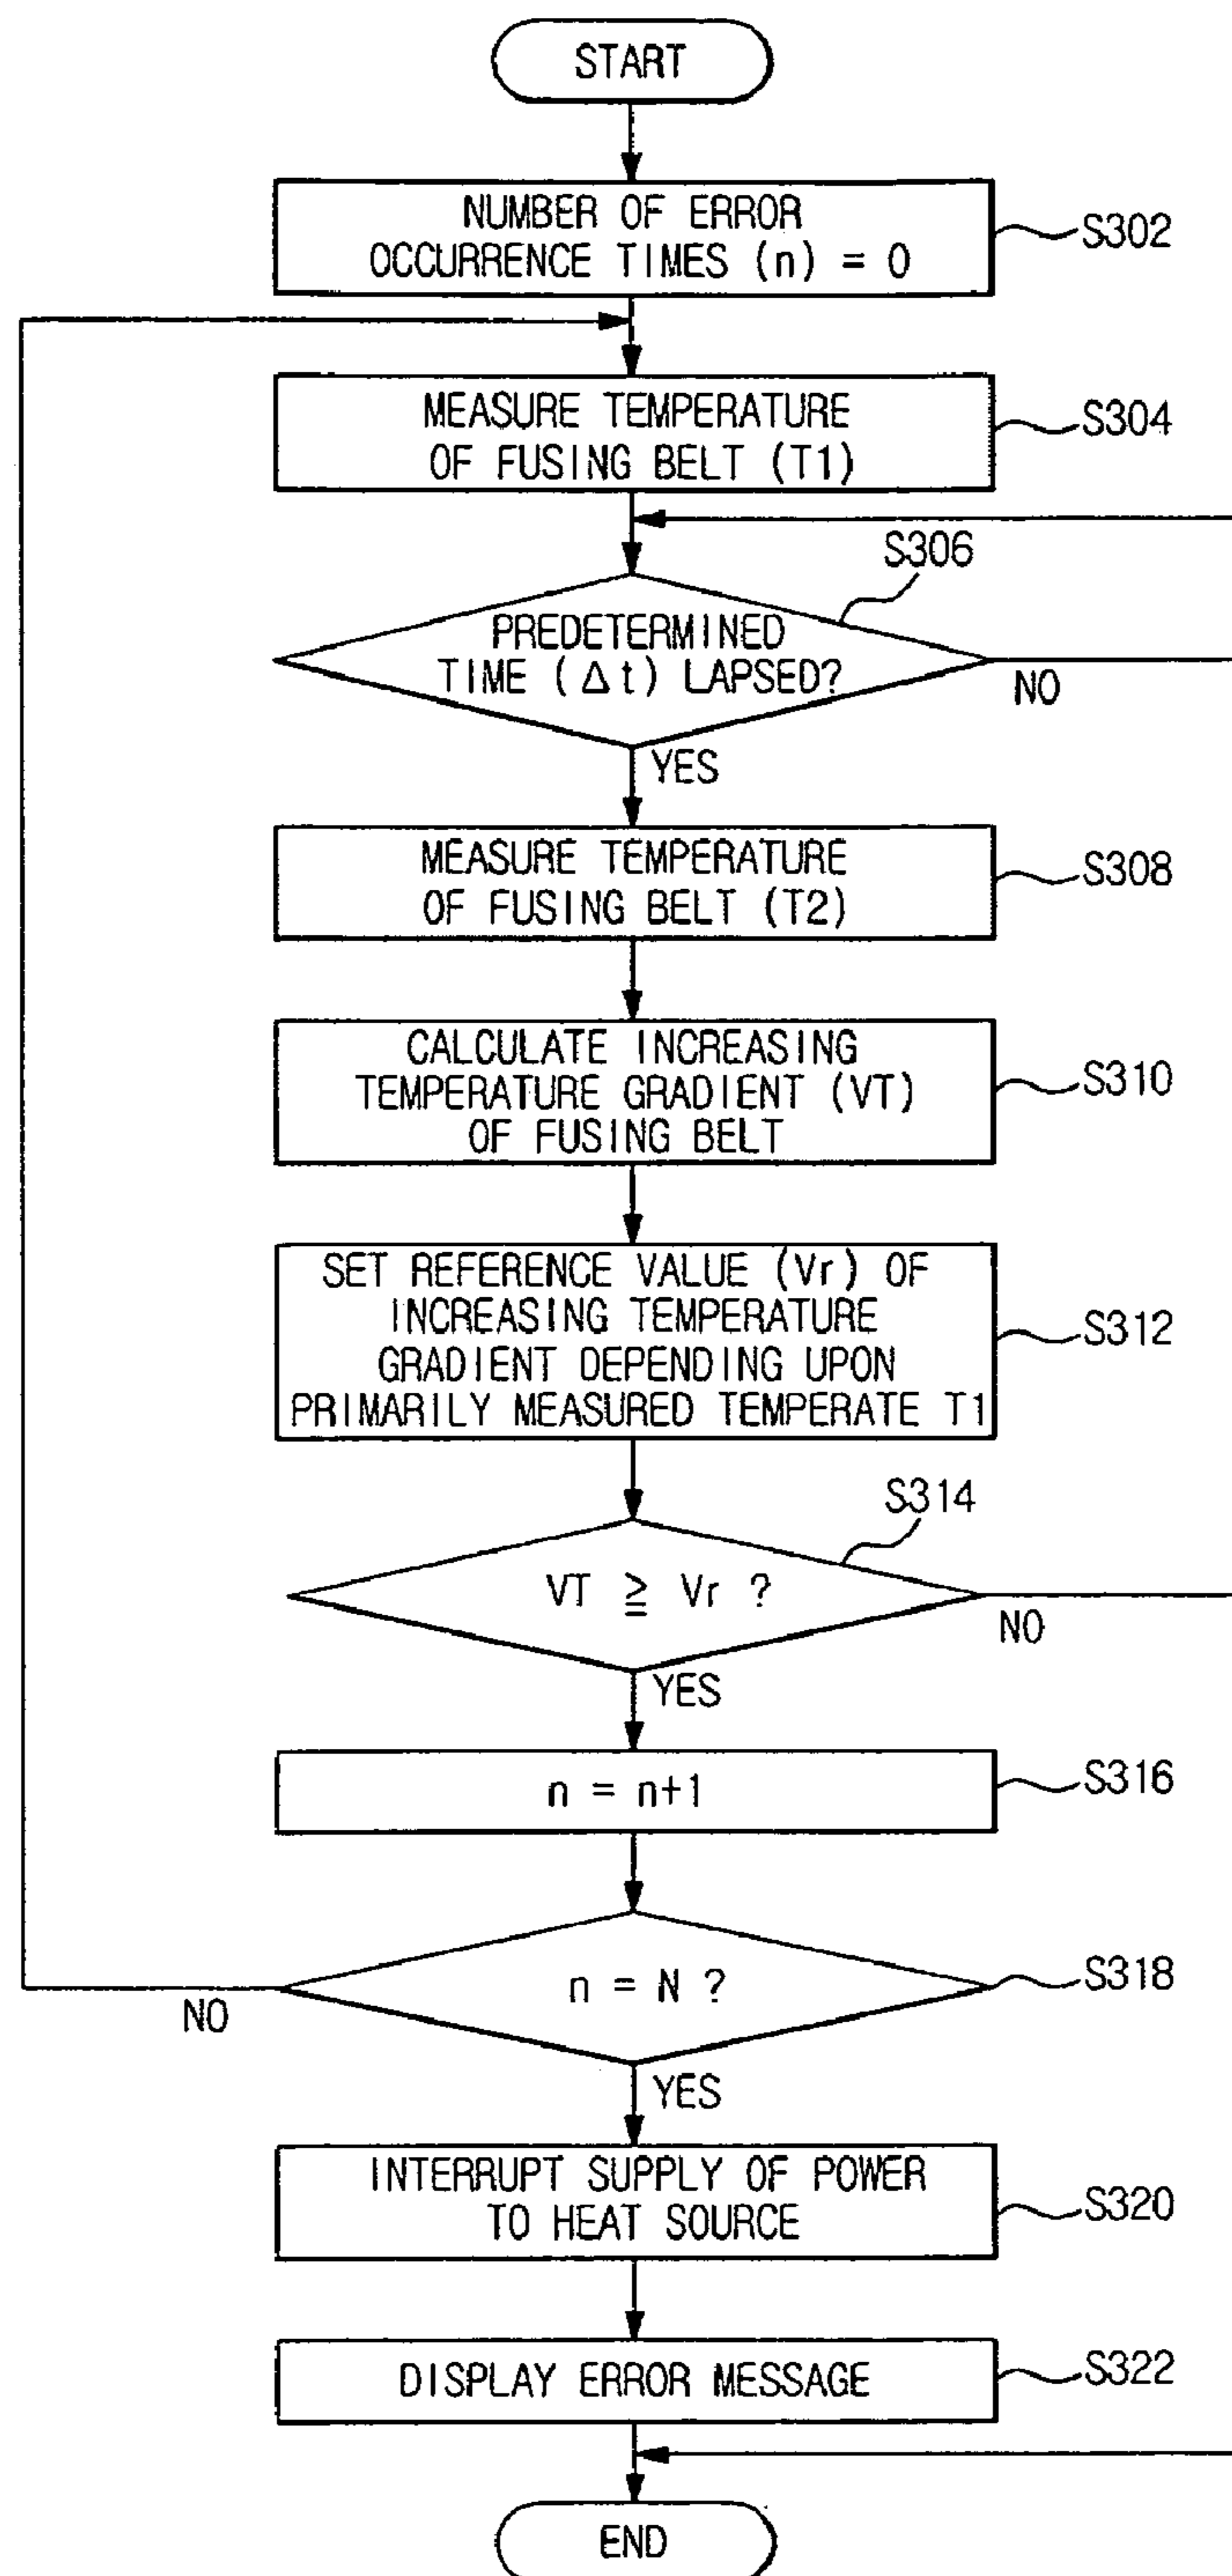 START
NUMBER OF ERROR
OCCURRENCE TIMES (n) = 0
S302
MEASURE TEMPERATURE
OF FUSING BELT (T1)
S304
S306
PREDETERMINED
TIME (Δt) LAPSED?
NO
YES
MEASURE TEMPERATURE
OF FUSING BELT (T2)
S308
CALCULATE INCREASING
TEMPERATURE GRADIENT (VT)
OF FUSING BELT
S310
SET REFERENCE VALUE (Vr) OF
INCREASING TEMPERATURE
GRADIENT DEPENDING UPON
PRIMARILY MEASURED TEMPERATE T1
S312
S314
VT ≧ Vr ?
NO
YES
n = n+1
S316
n = N ?
S318
NO
YES
INTERRUPT SUPPLY OF POWER
TO HEAT SOURCE
S320
DISPLAY ERROR MESSAGE
S322
END